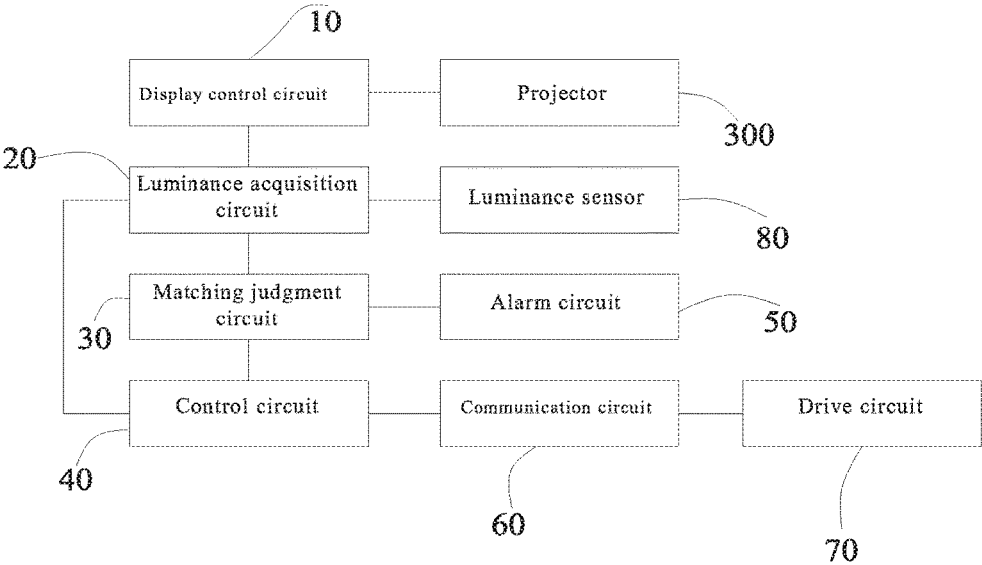 10
Display control circuit
Projector
300
20
Luminance acquisition
circuit
Luminance sensor
80
Matching judgment
circuit
Alarm circuit
30
50
Control circuit
Communication circuit
Drive circuit
40
60
70